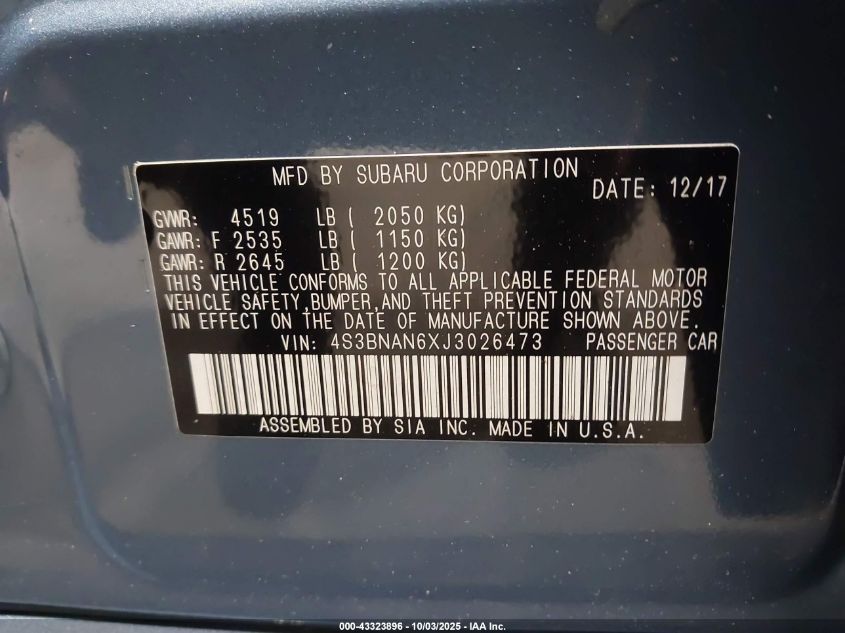 MFD BY SUBARU CORPORATION
DATE: 12/17
GVWR: 4519 LB ( 2050 KG)
GAWR: F 2535 LB ( 1150 KG)
GAWR: R 2645 LB ( 1200 KG)
THIS VEHICLE CONFORMS TO ALL APPLICABLE FEDERAL MOTOR
VEHICLE SAFETY,BUMPER,AND THEFT PREVENTION STANDARDS
IN EFFECT ON THE DATE OF MANUFACTURE SHOWN ABOVE.
VIN: 4S3BNAN6XJ3026473 PASSENGER CAR
ASSEMBLED BY SIA INC. MADE IN U.S.A.
000-43323896 - 10/03/2025 - IAA Inc.